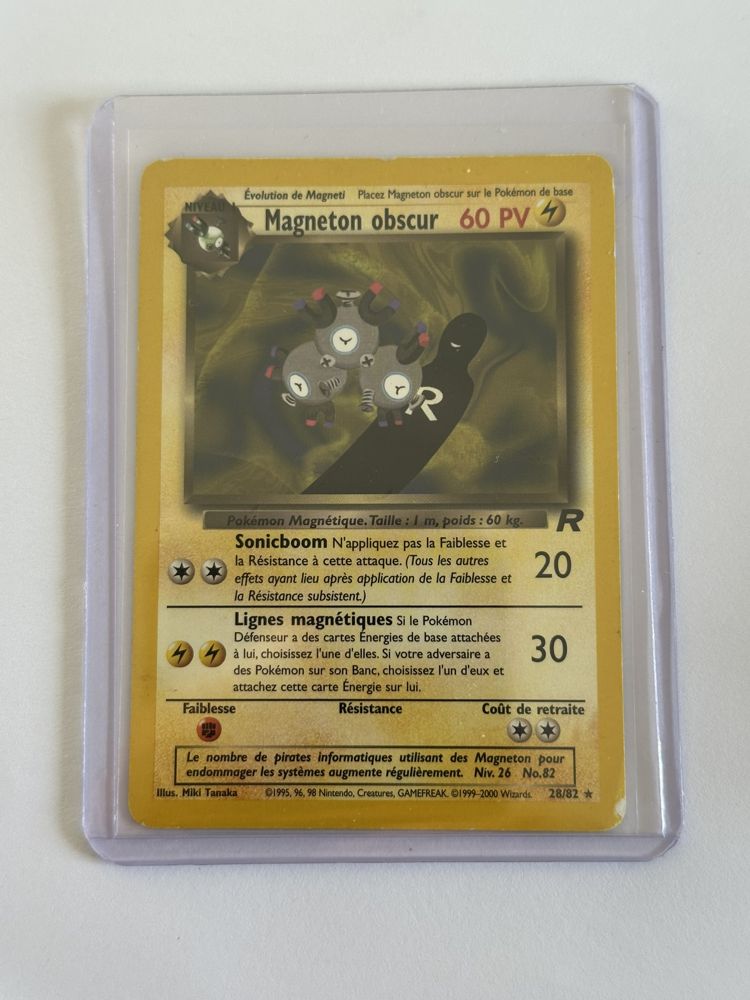 Évolution de Magneti Placez Magneton obscur sur le Pokémon de base
NIVEAU
Magneton obscur 60 PV
R
Pokémon Magnétique. Taille : 1 m, poids : 60 kg.
R
Sonicboom N'appliquez pas la Faiblesse et
la Résistance à cette attaque. (Tous les autres
effets ayant lieu après application de la Faiblesse et
la Résistance subsistent.)
20
Lignes magnétiques Si le Pokémon
Défenseur a des cartes Énergies de base attachées
à lui, choisissez l'une d'elles. Si votre adversaire a
des Pokémon sur son Banc, choisissez l'un d'eux et
attachez cette carte Énergie sur lui.
30
Faiblesse Résistance Coût de retraite
Le nombre de pirates informatiques utilisant des Magneton pour
endommager les systèmes augmente régulièrement. Niv. 26 No.82
Illus. Miki Tanaka ©1995, 96, 98 Nintendo, Creatures, GAMEFREAK. ©1999-2000 Wizards. 28/82 ★